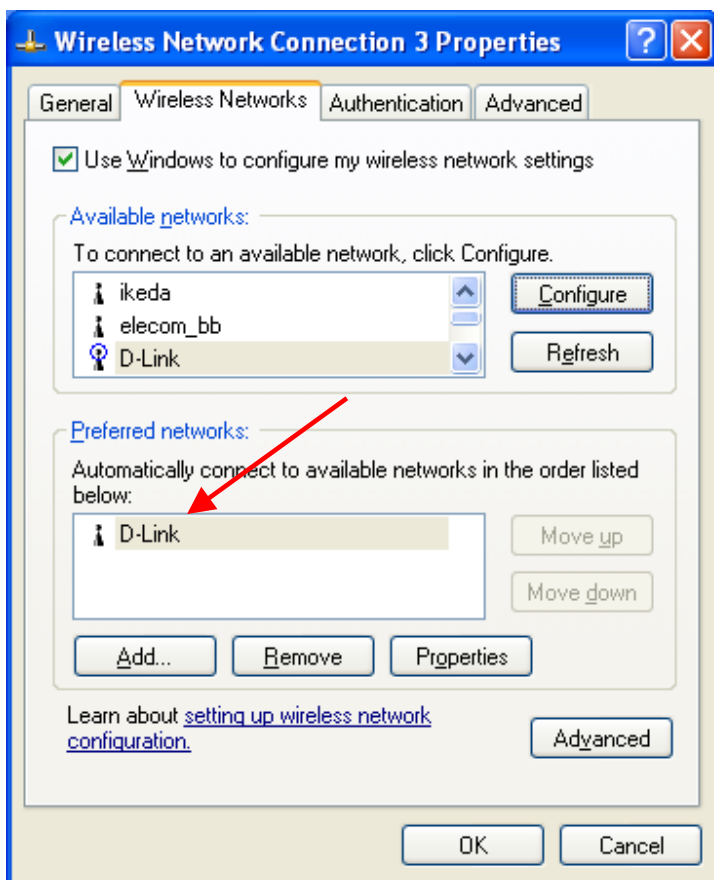 Wireless Network Connection 3 Properties
?
General Wireless Networks Authentication Advanced
Use Windows to configure my wireless network settings
Available networks:
To connect to an available network, click Configure.
ikeda
elecom_bb
D-Link
Configure
Refresh
Preferred networks:
Automatically connect to available networks in the order listed
below:
D-Link
Move up
Move down
Add... Remove Properties
Learn about setting up wireless network
configuration.
Advanced
OK Cancel